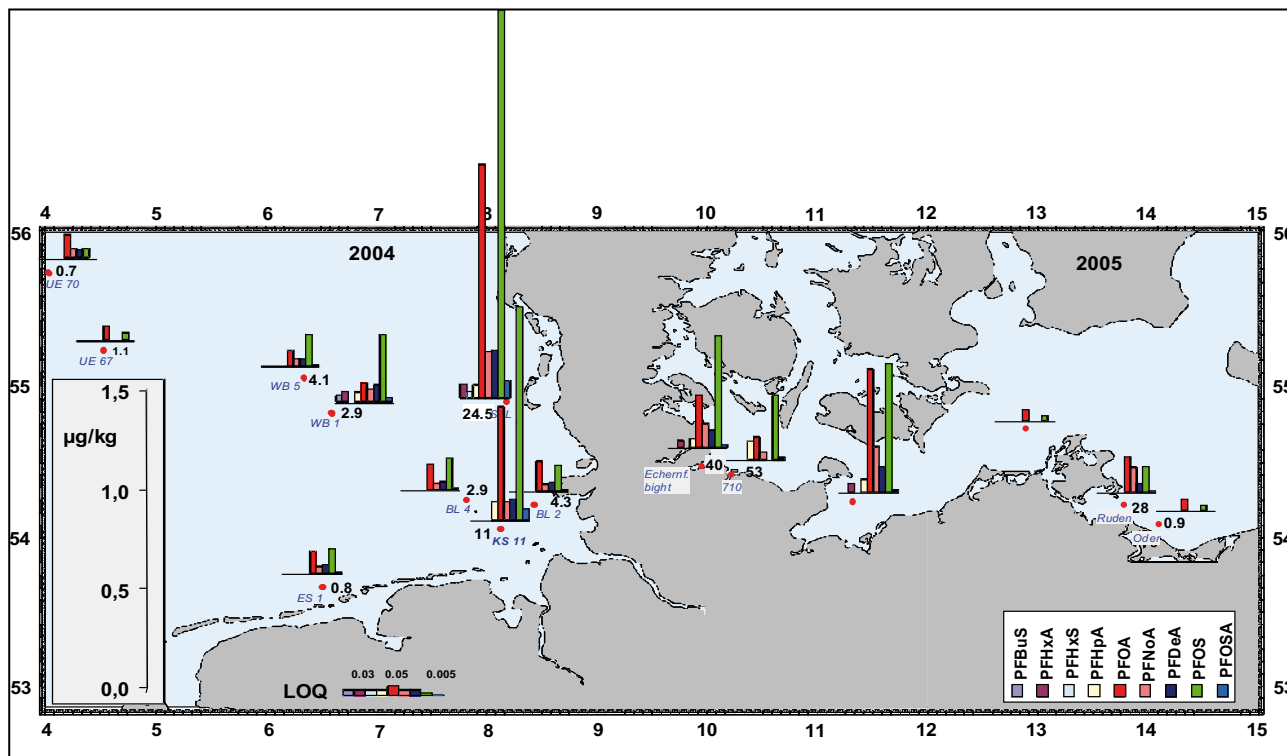 4 5 6 7 8 9 10 11 12 13 14 15
56
2004
2005
0.7
UE 70
1.1
UE 67
WB 5
4.1
WB 1
2.9
24.5
55
55
1,5
µg/kg
1,0
0,5
0,0
2.9
BL 4
4.3
BL 2
11
KS 11
Echernf.
bight
40
53
710
28
Ruden
0.9
Oder
54
54
0.8
ES 1
53
LOQ
0.03 0.05 0.005
PFBuS
PFHxA
PFHxS
PFHpA
PFOA
PFNoA
PFDeA
PFOS
PFOSA
4 5 6 7 8 9 10 11 12 13 14 15